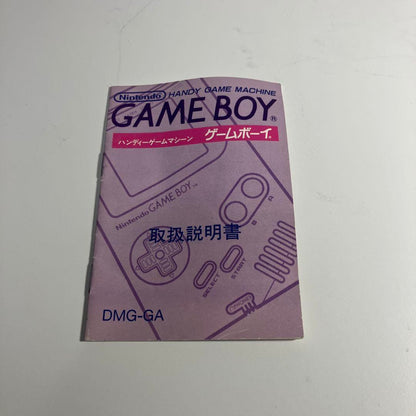 Nintendo HANDY GAME MACHINE
GAME BOY®
ハンディーゲームマシーン ゲームボーイ
Nintendo GAME BOY™
A
B
取扱説明書
SELECT START
DMG-GA